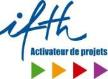 ifth
Activateur de projets